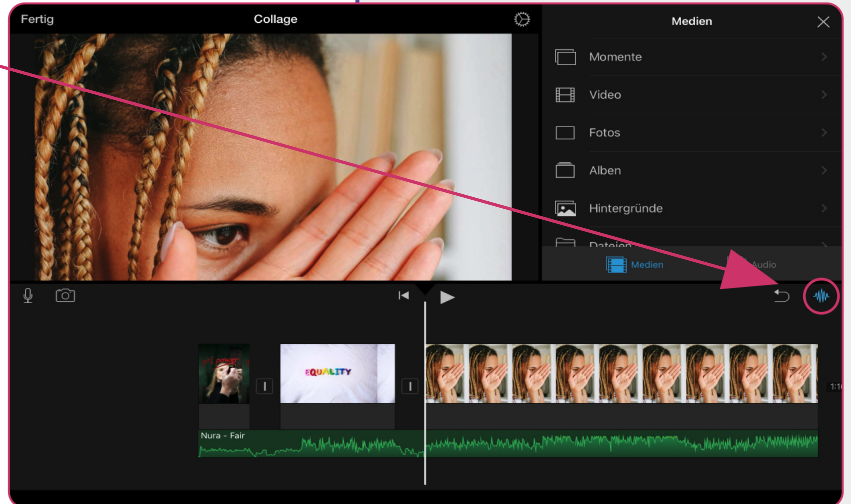 Fertig
Collage
Medien
Momente
Video
Fotos
Alben
Hintergründe
Dateien
Medien
Audio
EQUALITY
Nura - Fair